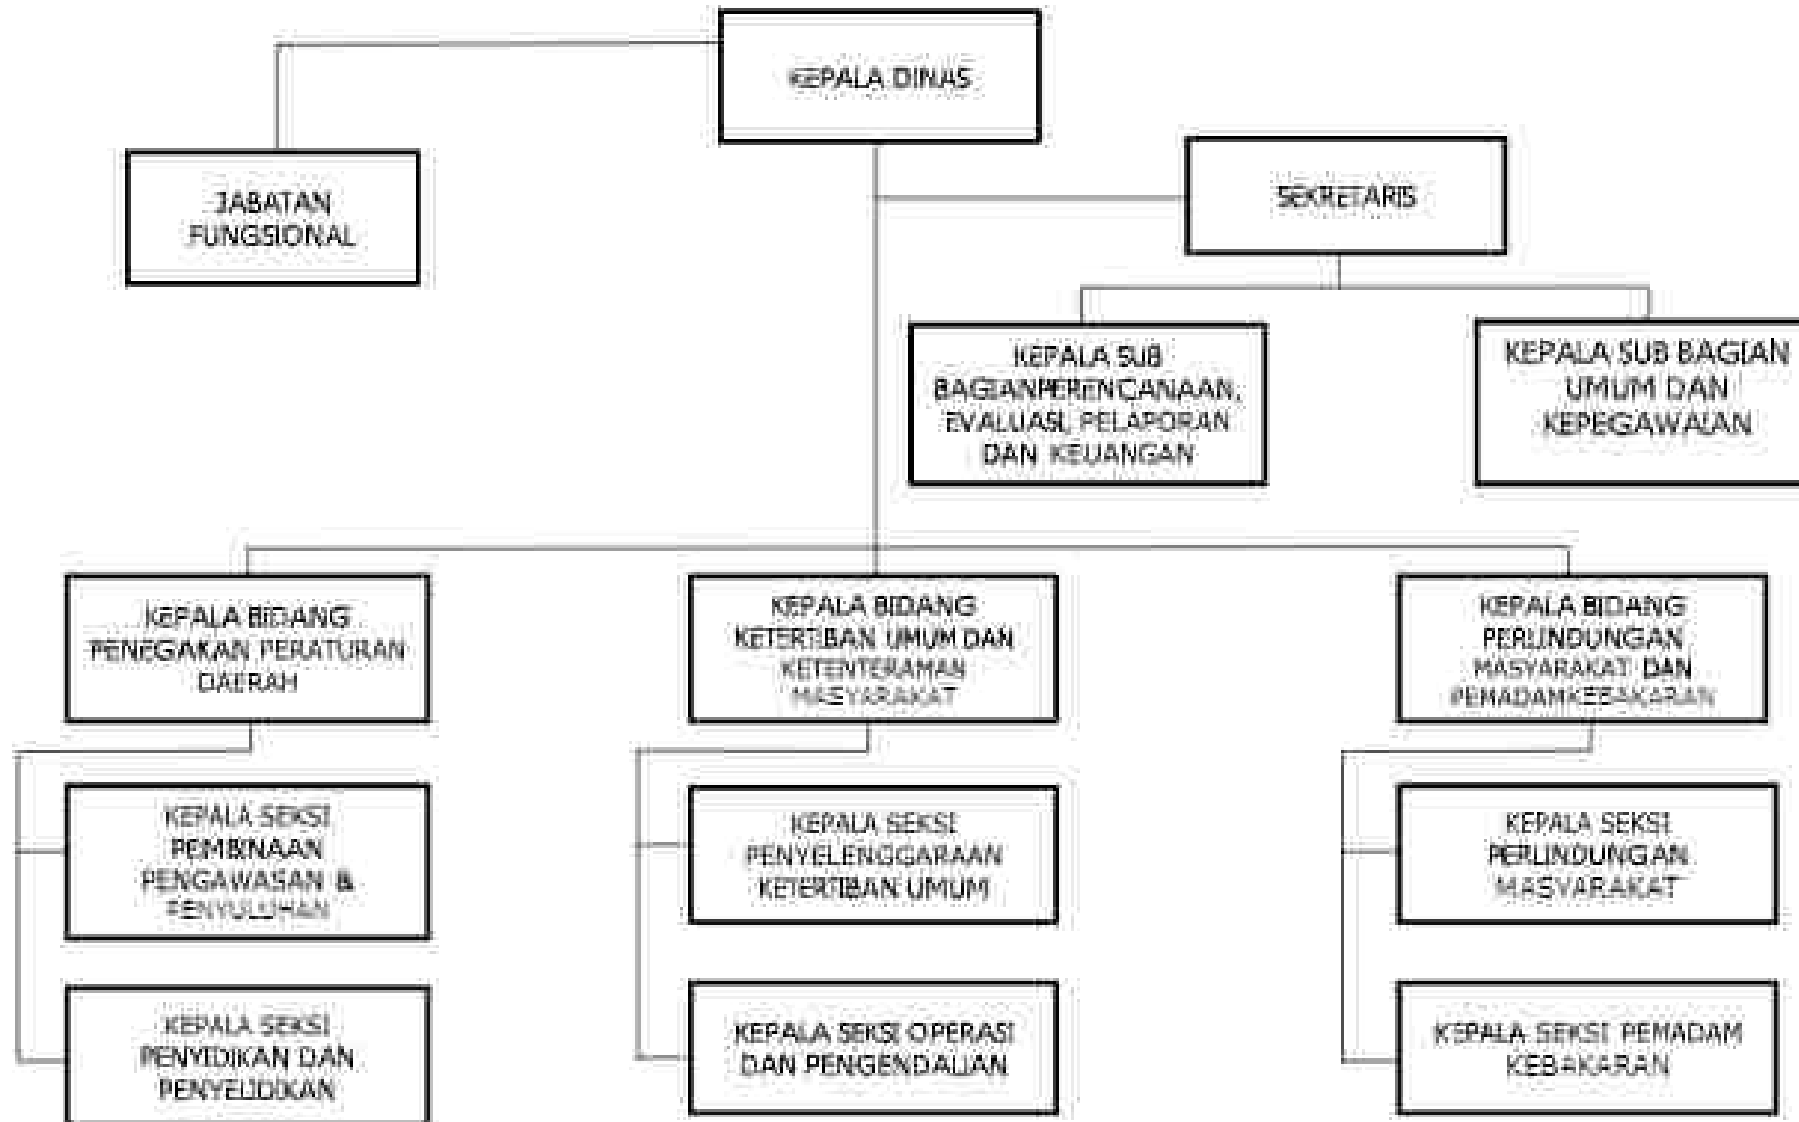 KEPALA DINAS
JABATAN
FUNGSIONAL
SEKRETARIS
KEPALA SUB
BAGIANPERENCANAAN,
EVALUASI, PELAPORAN
DAN KEUANGAN
KEPALA SUB BAGIAN
UMUM DAN
KEPEGAWAIAN
KEPALA BIDANG
PENEGAKAN PERATURAN
DAERAH
KEPALA BIDANG
KETERTIBAN UMUM DAN
KETENTERAMAN
MASYARAKAT
KEPALA BIDANG
PERLINDUNGAN
MASYARAKAT DAN
PEMADAMKEBAKARAN
KEPALA SEKSI
PEMBINAAN
PENGAWASAN &
PENYULUHAN
KEPALA SEKSI
PENYELENGGARAAN
KETERTIBAN UMUM
KEPALA SEKSI
PERLINDUNGAN
MASYARAKAT
KEPALA SEKSI
PENYIDIKAN DAN
PENYELIDIKAN
KEPALA SEKSI OPERASI
DAN PENGENDALIAN
KEPALA SEKSI PEMADAM
KEBAKARAN